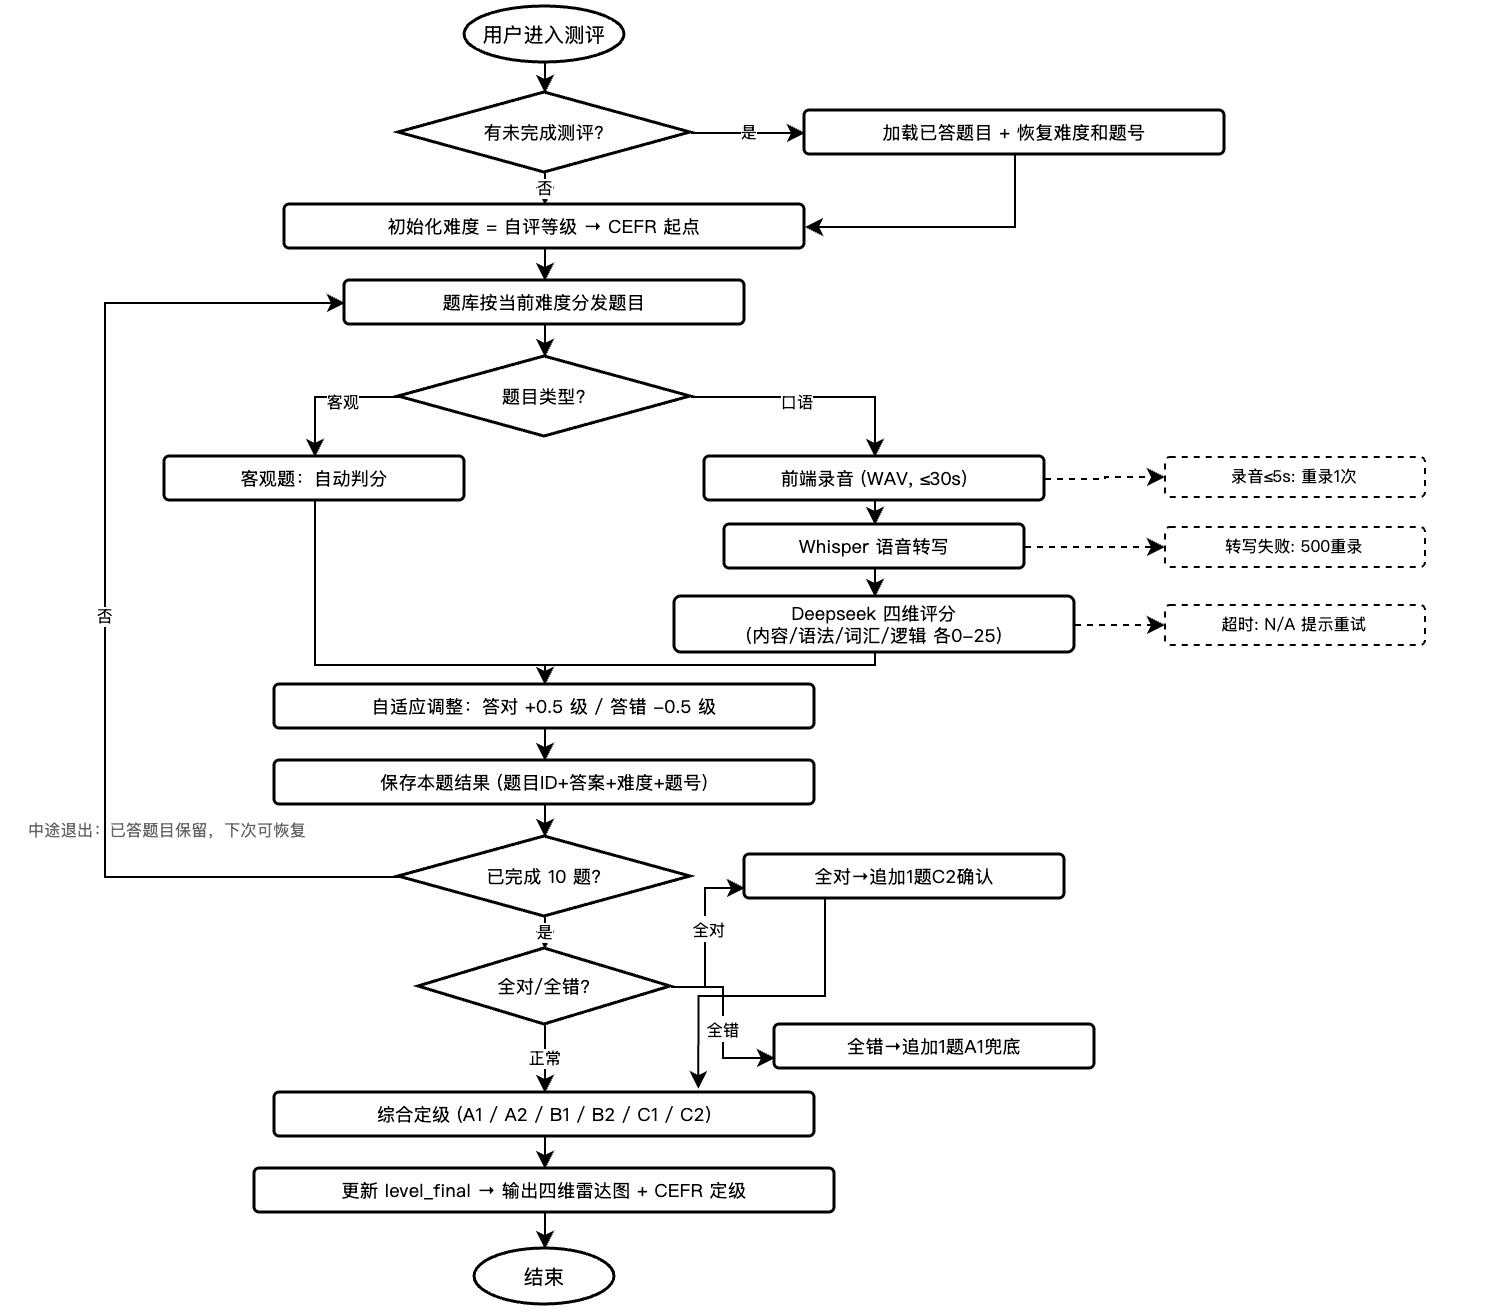 用户进入测评
有未完成测评?
是
加载已答题目 + 恢复难度和题号
否
初始化难度 = 自评等级 → CEFR 起点
题库按当前难度分发题目
题目类型?
客观
口语
客观题：自动判分
前端录音 (WAV, ≤30s)
录音≤5s: 重录1次
Whisper 语音转写
转写失败: 500重录
Deepseek 四维评分
(内容/语法/词汇/逻辑 各0–25)
超时: N/A 提示重试
否
自适应调整：答对 +0.5 级 / 答错 −0.5 级
保存本题结果 (题目ID+答案+难度+题号)
中途退出：已答题目保留，下次可恢复
已完成 10 题?
全对→追加1题C2确认
是
全对
全对/全错?
全错
全错→追加1题A1兜底
正常
综合定级 (A1 / A2 / B1 / B2 / C1 / C2)
更新 level_final → 输出四维雷达图 + CEFR 定级
结束